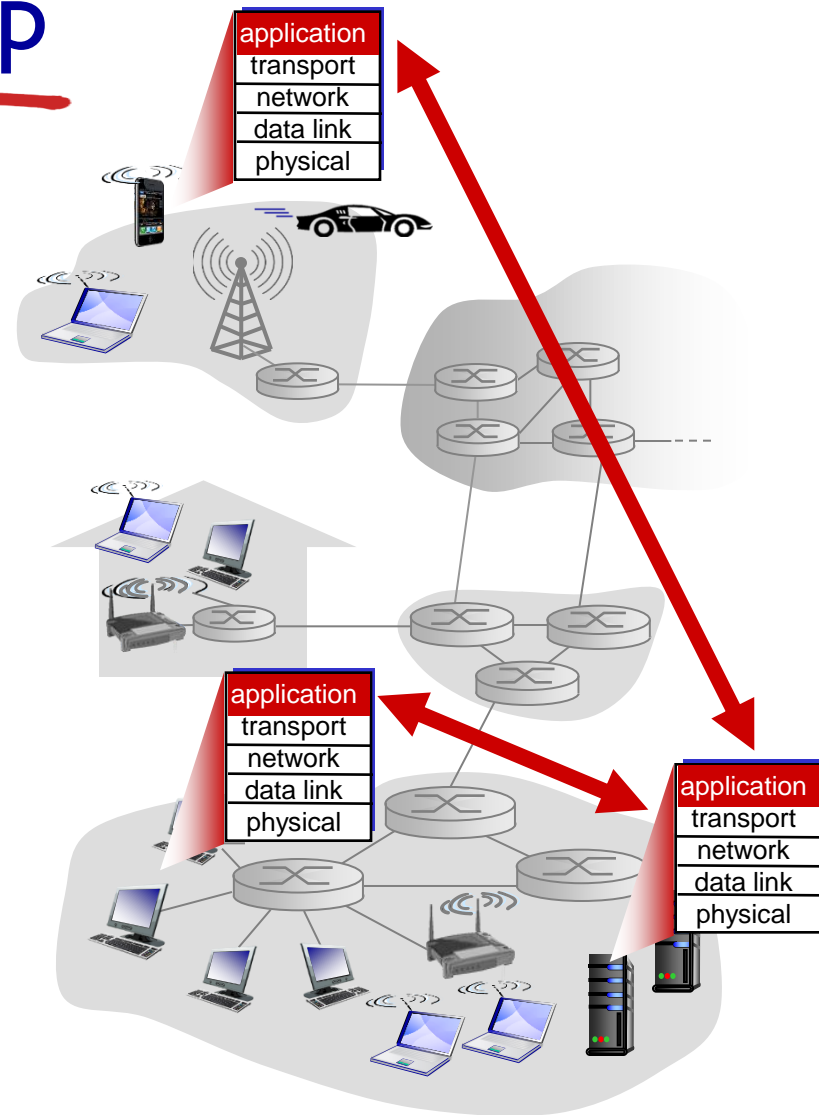 p
application
transport
network
data link
physical
application
transport
network
data link
physical
application
transport
network
data link
physical